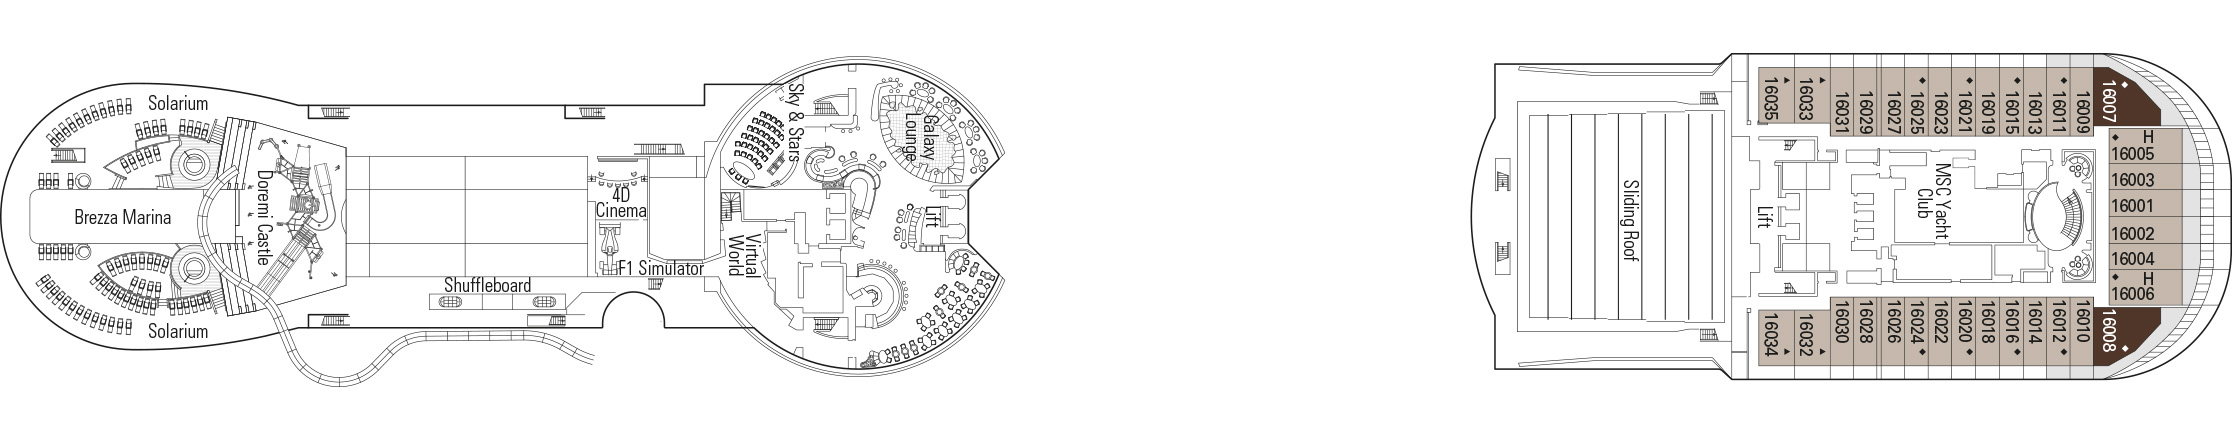 Solarium
Brezza Marina
Solarium
Doremi Castle
Shuffleboard
4D
Cinema
F1 Simulator
Virtual
World
Sky & Stars
Galaxy
Lounge
Lift
Sliding Roof
Lift
MSC Yacht
Club
16035
16033
16031
16029
16027
16025
16023
16021
16019
16015
16013
16011
16009
16007
H
16005
16003
16001
16002
16004
H
16006
16034
16032
16030
16028
16026
16024
16022
16020
16018
16016
16014
16012
16010
16008